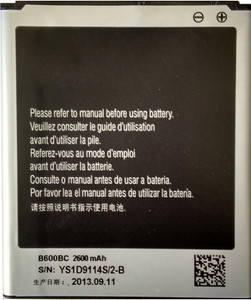 Please refer to manual before using battery.
Veuillez consulter le guide d'utilisation
avant d'utiliser la pile.
Referez-vous au mode d'emploi
avant d'utiliser la batterie.
Consulte o manual antes de usar a bateria.
Por favor lea el manual antes de utilizar la batería.
请按照说明书指示使用电池.
B600BC 2600 mAh
S/N: YS1D9114S/2-B
生产日期: 2013.09.11